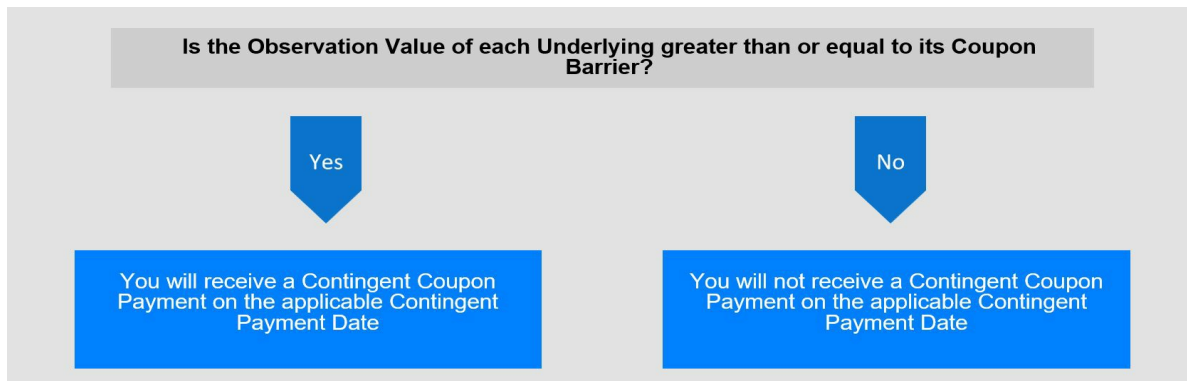 Is the Observation Value of each Underlying greater than or equal to its Coupon
Barrier?
Yes
No
You will receive a Contingent Coupon
Payment on the applicable Contingent
Payment Date
You will not receive a Contingent Coupon
Payment on the applicable Contingent
Payment Date